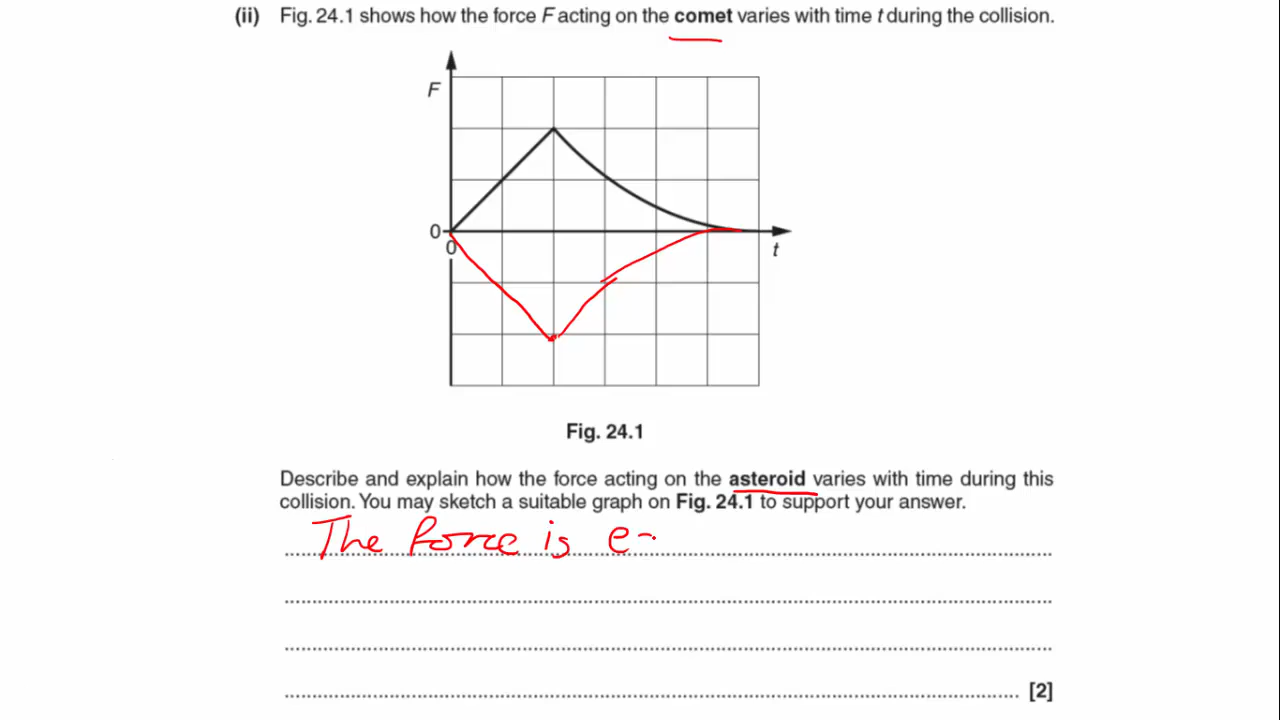 (ii) Fig. 24.1 shows how the force F acting on the comet varies with time t during the collision.
F
0
0
t
Fig. 24.1
Describe and explain how the force acting on the asteroid varies with time during this
collision. You may sketch a suitable graph on Fig. 24.1 to support your answer.
The force is e
[2]